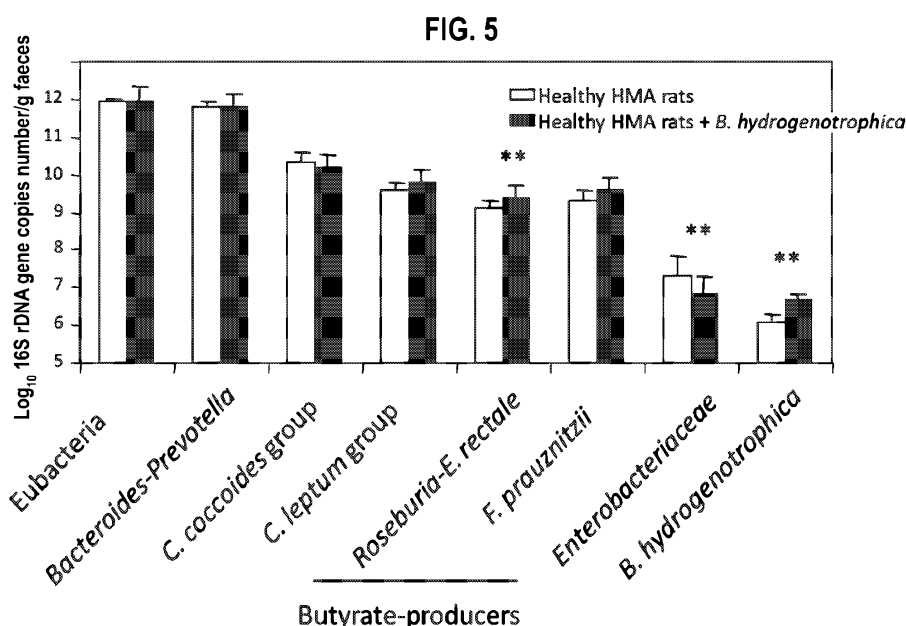 FIG. 5
Healthy HMA rats
Healthy HMA rats + B. hydrogenotrophica
Log10 16S rDNA gene copies number/g faeces
12
11
10
9
8
7
6
5
**
**
**
Eubacteria
Bacteroides-Prevotella
C. coccoides group
C. leptum group
Roseburia-E. rectale
F. prauznitzii
Enterobacteriaceae
B. hydrogenotrophica
Butyrate-producers